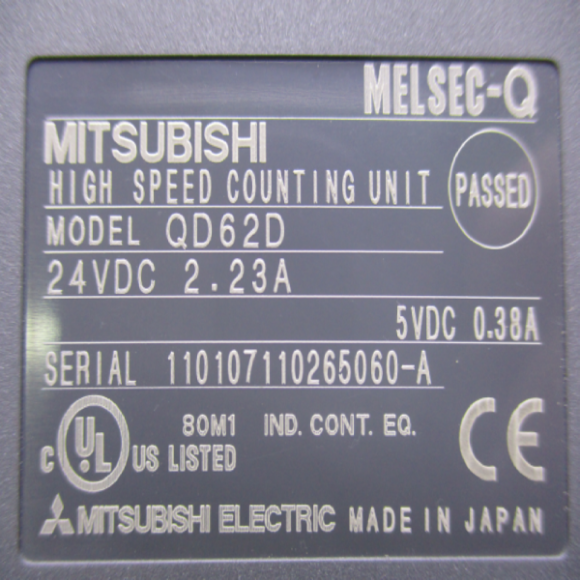 MELSEC-Q
MITSUBISHI
HIGH SPEED COUNTING UNIT
PASSED
MODEL QD62D
24VDC 2.23A
5VDC 0.38A
SERIAL 110107110265060-A
80M1 IND. CONT. EQ.
C UL US LISTED
CE
MITSUBISHI ELECTRIC MADE IN JAPAN